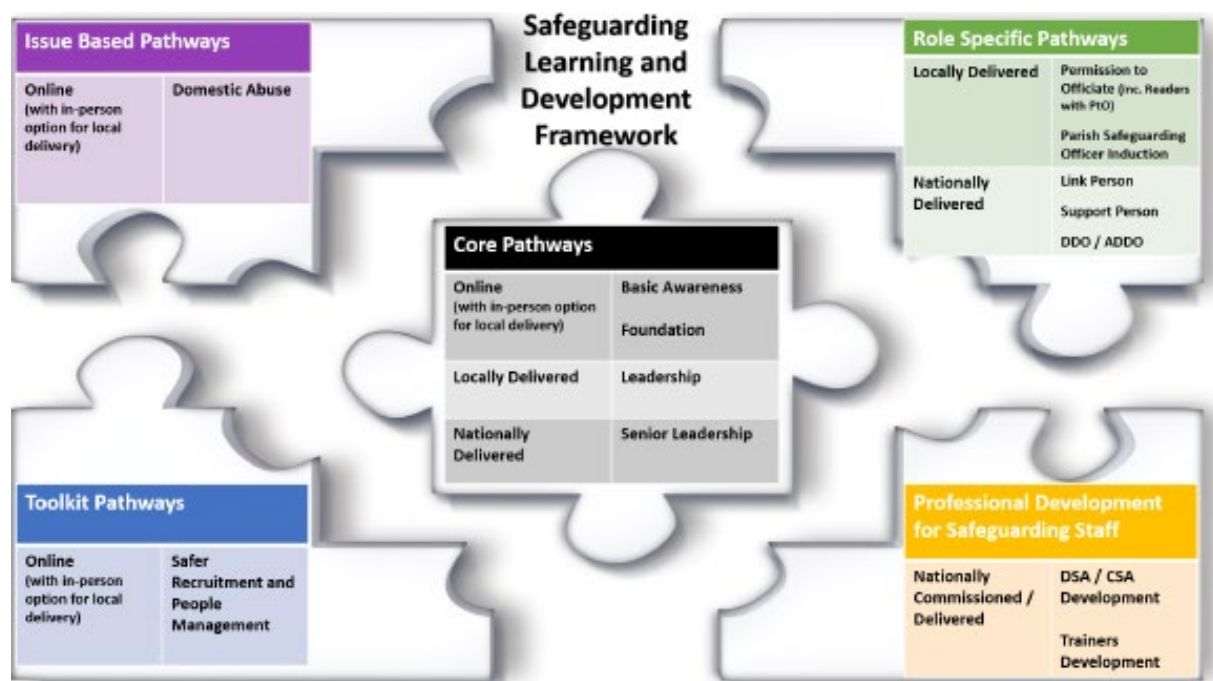 Safeguarding
Learning and
Development
Framework
Issue Based Pathways
Online
(with in-person
option for local
delivery)
Domestic Abuse
Role Specific Pathways
Locally Delivered
Permission to
Officiate (inc. Readers
with PtO)
Parish Safeguarding
Officer Induction
Nationally
Delivered
Link Person
Support Person
DDO / ADDO
Core Pathways
Online
(with in-person option
for local delivery)
Basic Awareness
Foundation
Locally Delivered
Leadership
Nationally
Delivered
Senior Leadership
Toolkit Pathways
Online
(with in-person
option for local
delivery)
Safer
Recruitment and
People
Management
Professional Development
for Safeguarding Staff
Nationally
Commissioned /
Delivered
DSA / CSA
Development
Trainers
Development